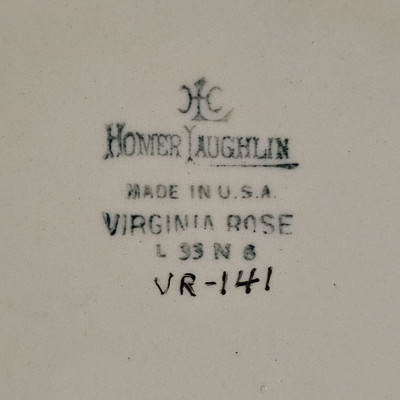 HLC
HOMER LAUGHLIN
MADE IN U.S.A.
VIRGINIA ROSE
L 33 N 6
VR-141